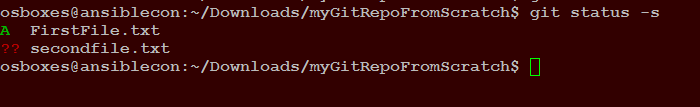 osboxes@ansiblecon:~/Downloads/myGitRepoFromScratch$ git status -s
A  FirstFile.txt
?? secondfile.txt
osboxes@ansiblecon:~/Downloads/myGitRepoFromScratch$